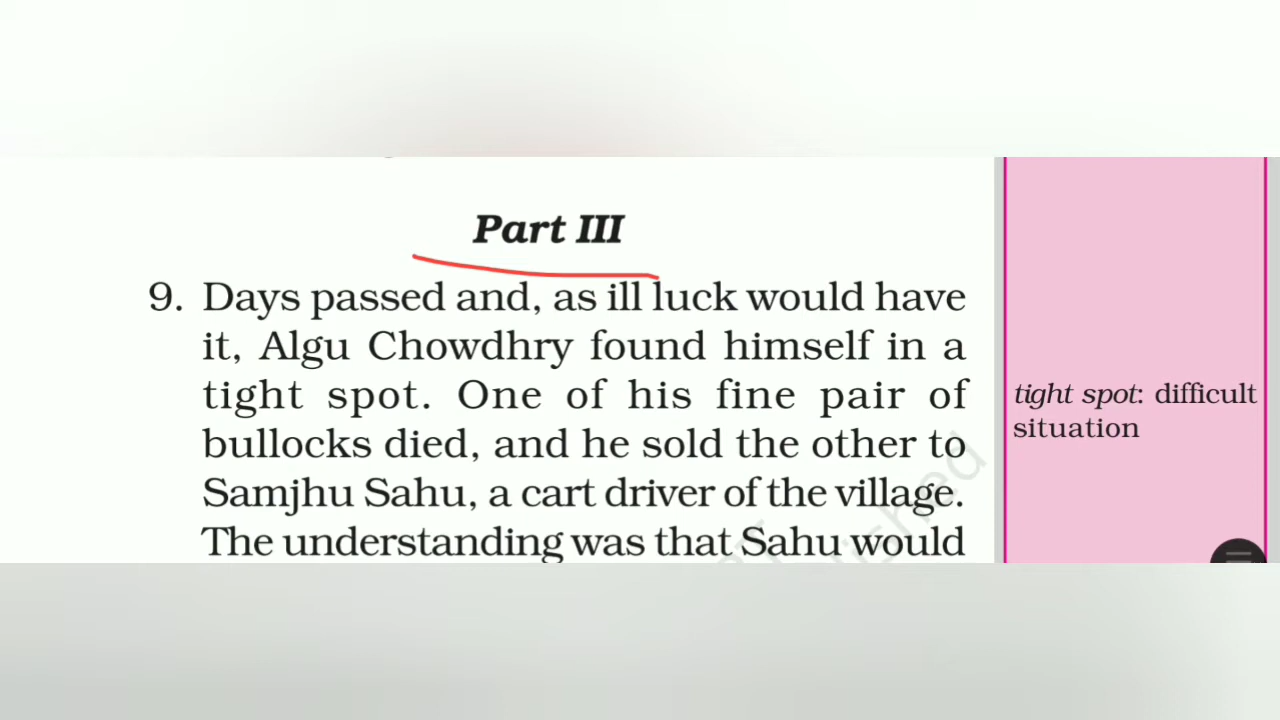 Part III
9. Days passed and, as ill luck would have
it, Algu Chowdhry found himself in a
tight spot. One of his fine pair of
bullocks died, and he sold the other to
Samjhu Sahu, a cart driver of the village.
The understanding was that Sahu would
tight spot: difficult
situation